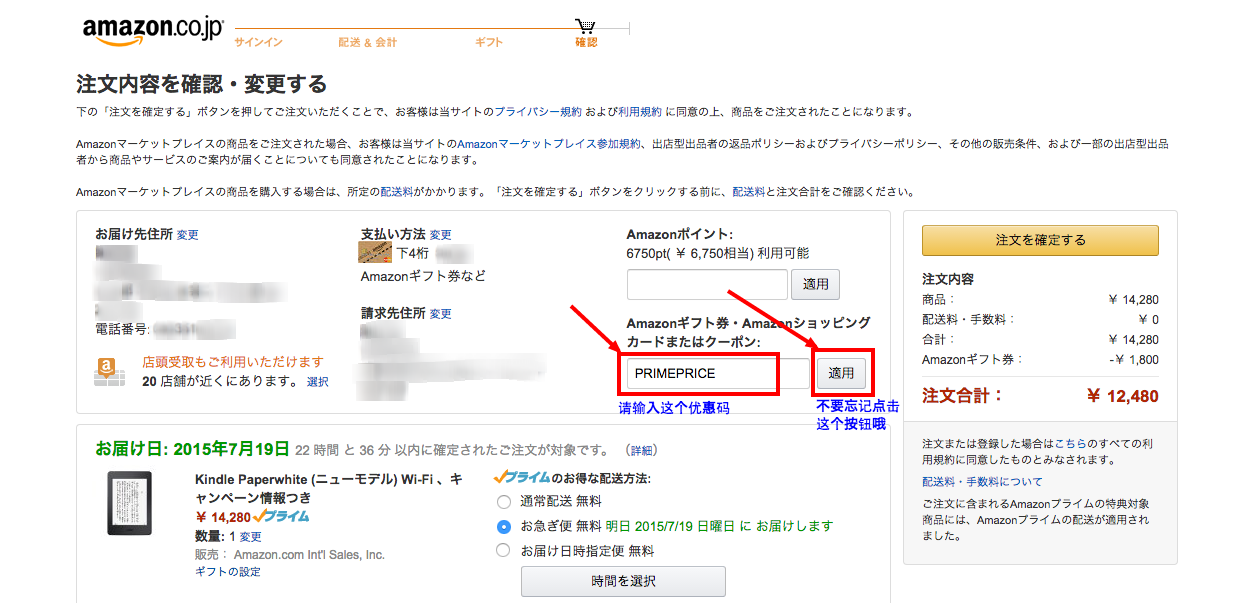 amazon.co.jp
サインイン 配送 & 会計 ギフト 確認
注文内容を確認・変更する
下の「注文を確定する」ボタンを押してご注文いただくことで、お客様は当サイトのプライバシー規約 および利用規約 に同意の上、商品をご注文されたことになります。
Amazonマーケットプレイスの商品をご注文された場合、お客様は当サイトのAmazonマーケットプレイス参加規約、出店型出品者の返品ポリシーおよびプライバシーポリシー、その他の販売条件、および一部の出店型出品
者から商品やサービスのご案内が届くことについても同意されたことになります。
Amazonマーケットプレイスの商品を購入する場合は、所定の配送料がかかります。「注文を確定する」ボタンをクリックする前に、配送料と注文合計をご確認ください。
お届け先住所 変更
電話番号:
a
店頭受取もご利用いただけます
20 店舗が近くにあります。 選択
支払い方法 変更
下4桁
Amazonギフト券など
請求先住所 変更
Amazonポイント:
6750pt( ￥ 6,750相当) 利用可能
適用
Amazonギフト券・Amazonショッピング
カードまたはクーポン:
PRIMEPRICE 適用
请输入这个优惠码
不要忘记点击
这个按钮哦
注文を確定する
注文内容
商品： ￥ 14,280
配送料・手数料： ￥ 0
合計： ￥ 14,280
Amazonギフト券： -￥ 1,800
注文合計： ￥ 12,480
注文または登録した場合はこちらのすべての利
用規約に同意したものとみなされます。
配送料・手数料について
ご注文に含まれるAmazonプライムの特典対象
商品には、Amazonプライムの配送が適用され
ました。
お届け日: 2015年7月19日 22 時間 と 36 分 以内に確定されたご注文が対象です。 （詳細）
Kindle Paperwhite (ニューモデル) Wi-Fi 、キ
ャンペーン情報つき
￥ 14,280 プライム
数量: 1 変更
販売： Amazon.com Int'l Sales, Inc.
ギフトの設定
プライムのお得な配送方法:
通常配送 無料
お急ぎ便 無料 明日 2015/7/19 日曜日 に お届けします
お届け日時指定便 無料
時間を選択